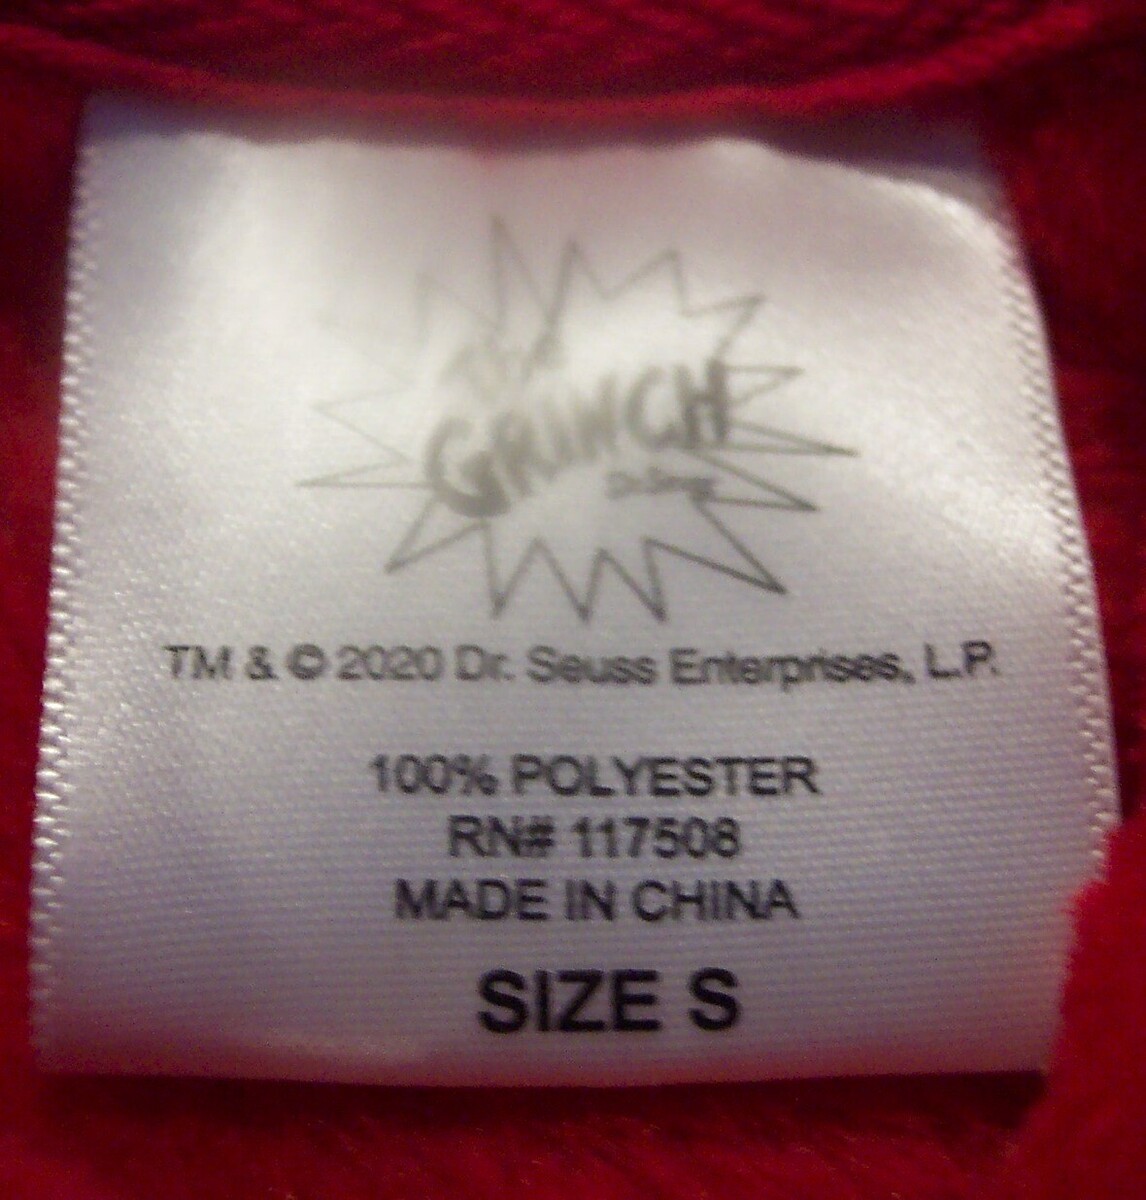 GRINCH
TM & © 2020 Dr. Seuss Enterprises, L.P.
100% POLYESTER
RN# 117508
MADE IN CHINA
SIZE S